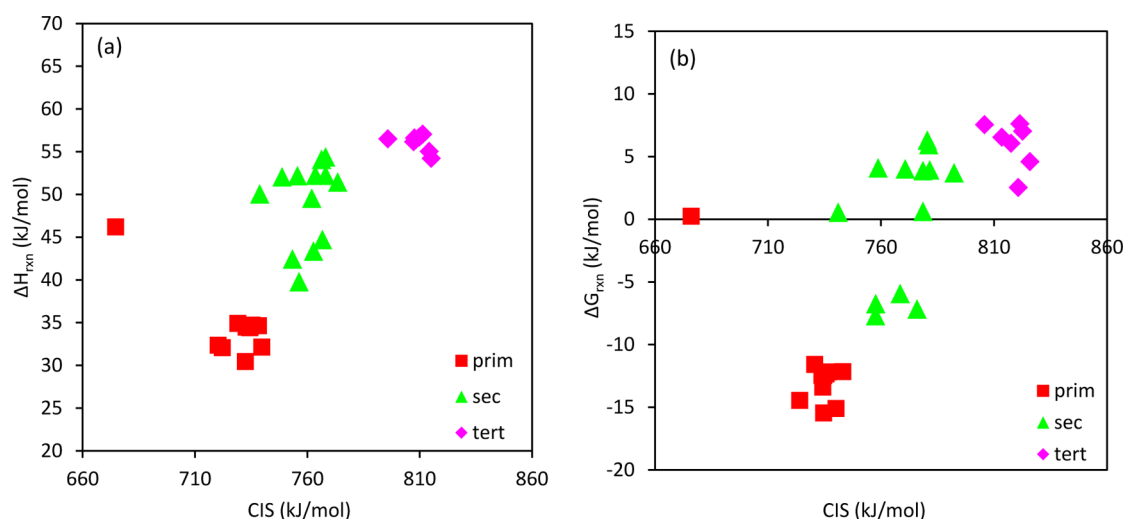 (a)
70
65
60
55
50
45
40
35
30
25
20
660
710
760
810
860
ΔHrxn (kJ/mol)
CIS (kJ/mol)
prim
sec
tert
(b)
15
10
5
0
-5
-10
-15
-20
660
710
760
810
860
ΔGrxn (kJ/mol)
CIS (kJ/mol)
prim
sec
tert